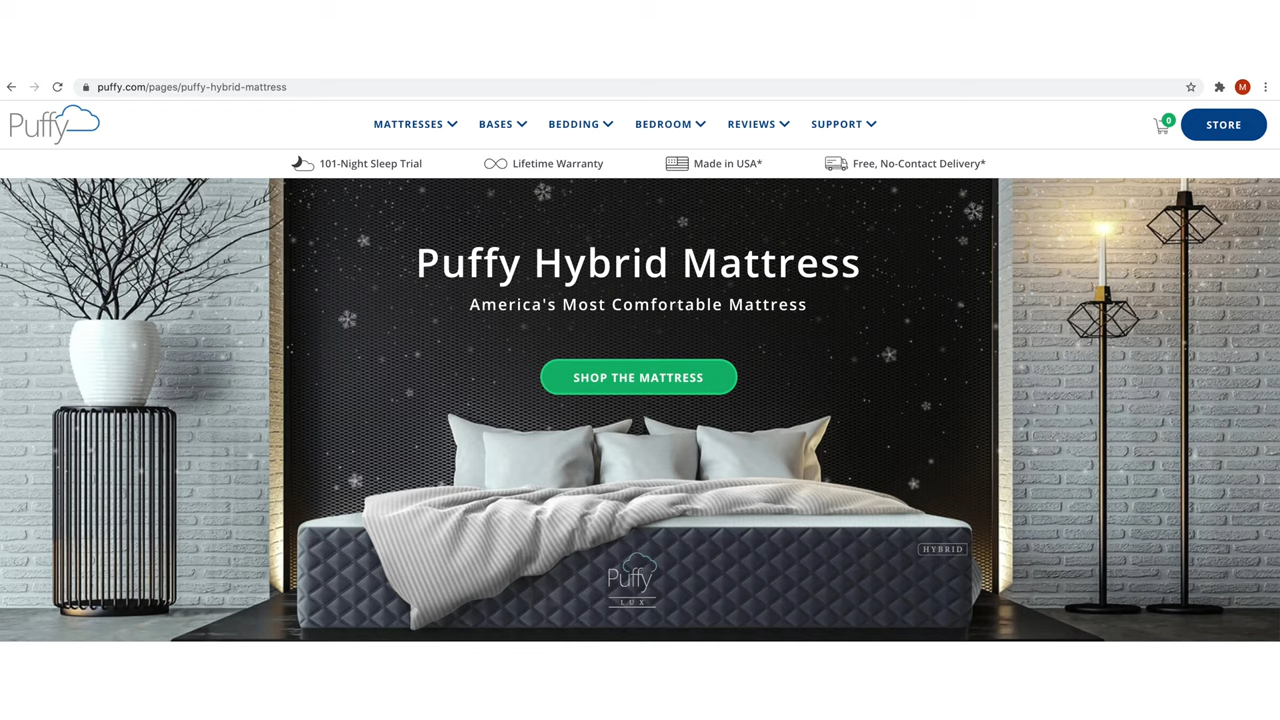 puffy.com/pages/puffy-hybrid-mattress
M
Puffy
MATTRESSES
BASES
BEDDING
BEDROOM
REVIEWS
SUPPORT
0
STORE
101-Night Sleep Trial
Lifetime Warranty
Made in USA*
Free, No-Contact Delivery*
Puffy Hybrid Mattress
America's Most Comfortable Mattress
SHOP THE MATTRESS
HYBRID
Puffy
LUX